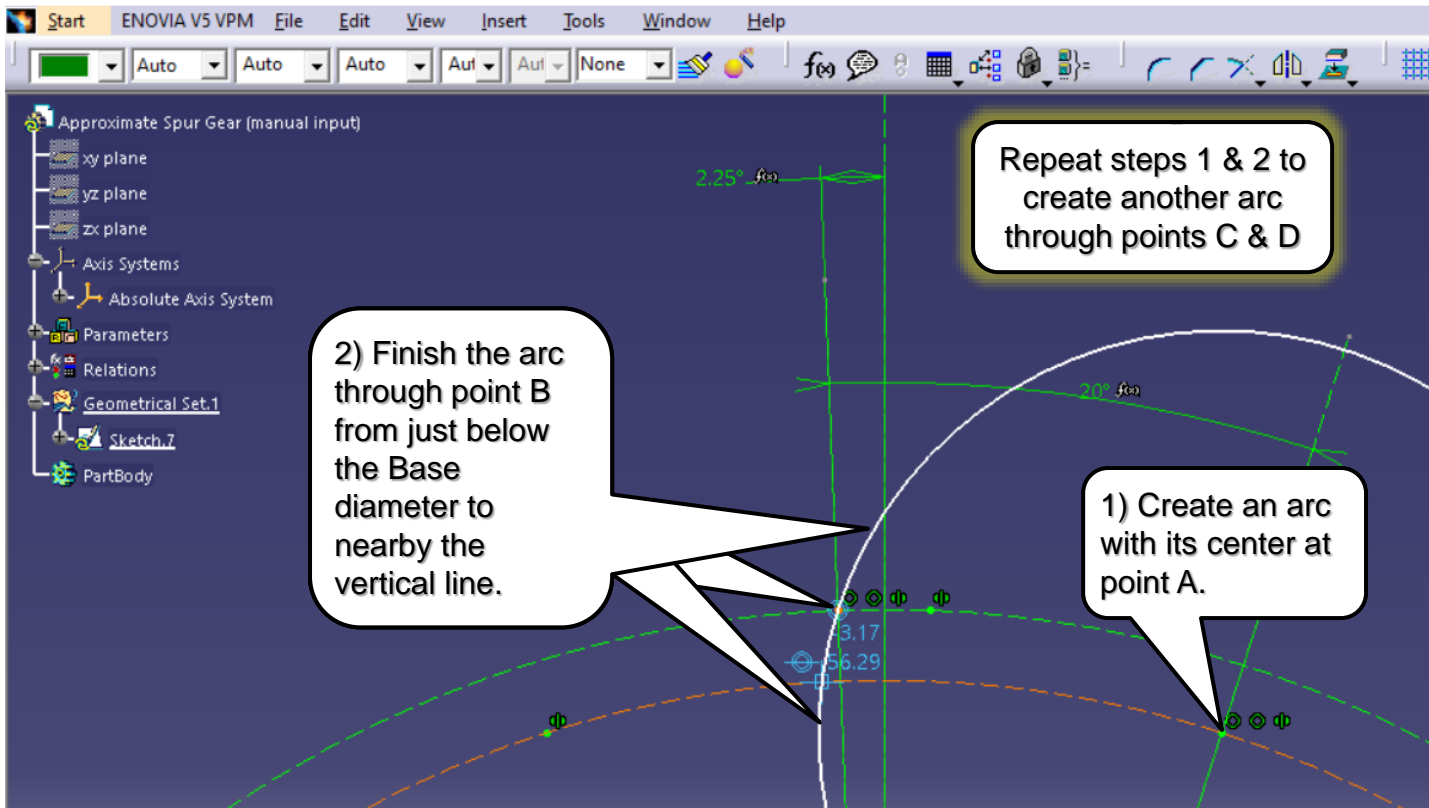 Start ENOVIA V5 VPM File Edit View Insert Tools Window Help
Auto Auto Auto Aut Aut None
Approximate Spur Gear (manual input)
xy plane
yz plane
zx plane
Axis Systems
Absolute Axis System
Parameters
Relations
Geometrical Set.1
Sketch.7
PartBody
2.25° f(x)
Repeat steps 1 & 2 to
create another arc
through points C & D
20° f(x)
2) Finish the arc
through point B
from just below
the Base
diameter to
nearby the
vertical line.
1) Create an arc
with its center at
point A.
-3.17
56.29